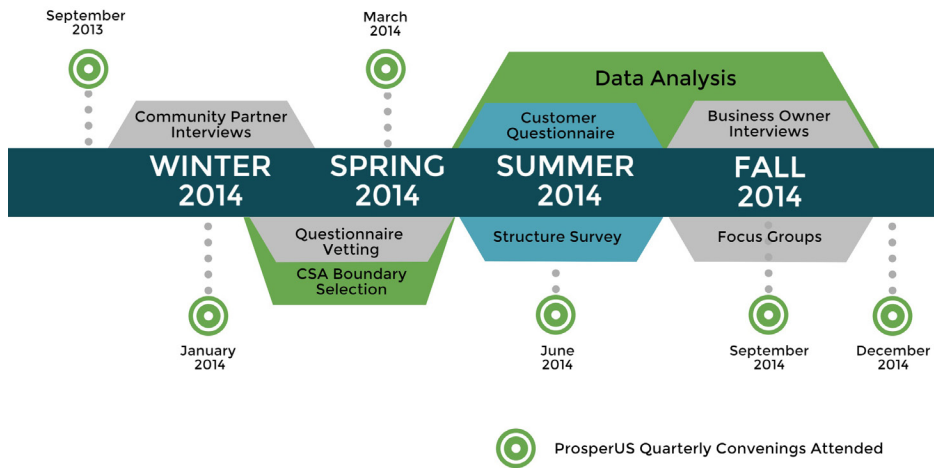 September
2013
March
2014
Data Analysis
Community Partner
Interviews
Customer
Questionnaire
Business Owner
Interviews
WINTER
2014
SPRING
2014
SUMMER
2014
FALL
2014
Questionnaire
Vetting
Structure Survey
Focus Groups
CSA Boundary
Selection
January
2014
June
2014
September
2014
December
2014
ProsperUS Quarterly Convenings Attended